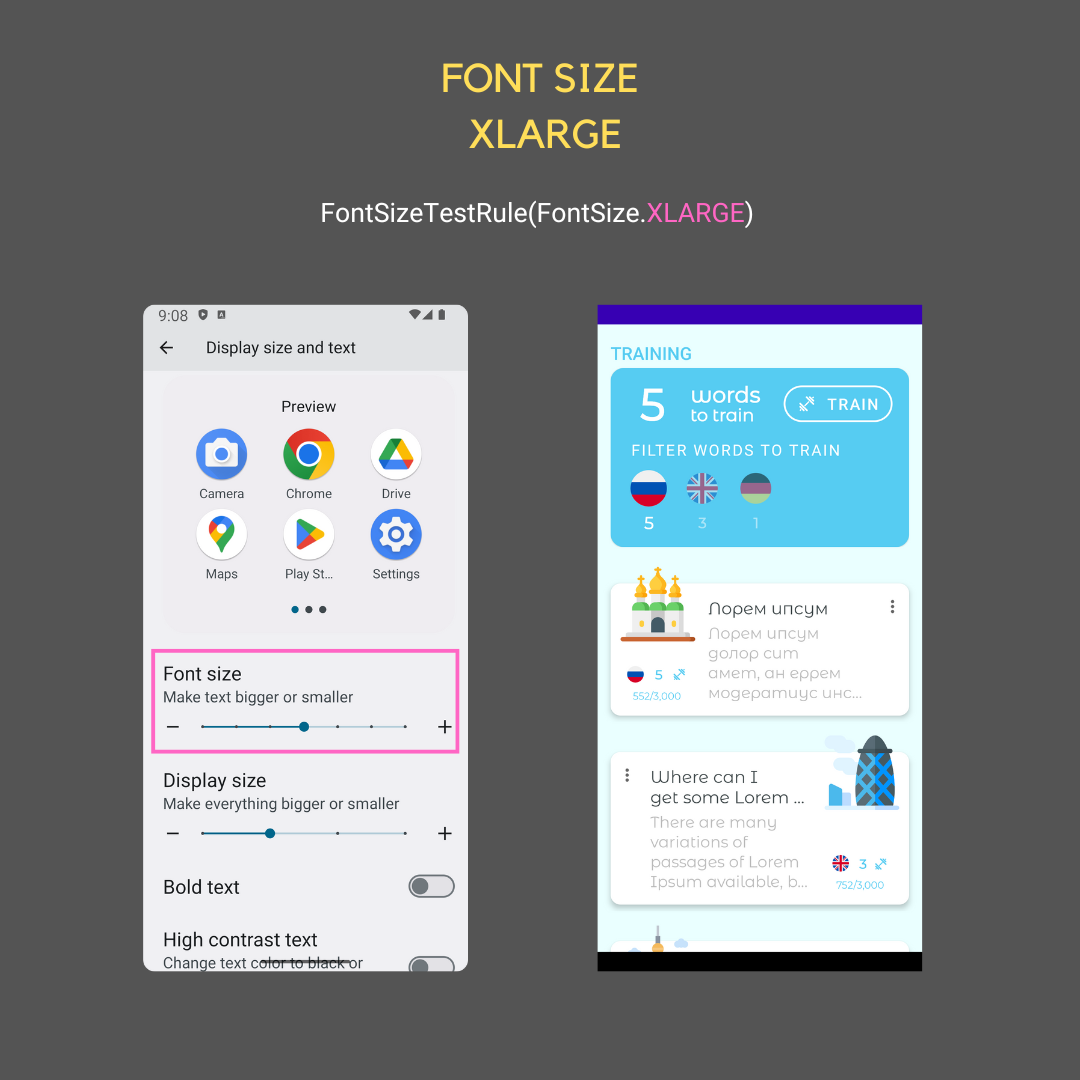 FONT SIZE
XLARGE
FontSizeTestRule(FontSize.XLARGE)
9:08
Display size and text
Preview
Camera
Chrome
Drive
Maps
Play St...
Settings
Font size
Make text bigger or smaller
Display size
Make everything bigger or smaller
Bold text
High contrast text
Change text color to black or
TRAINING
5
words
to train
TRAIN
FILTER WORDS TO TRAIN
5
3
1
Лорем ипсум
Лорем ипсум
долор сит
амет, ан еррем
модератиус инс...
5
552/3,000
Where can I
get some Lorem ...
There are many
variations of
passages of Lorem
Ipsum available, b...
3
752/3,000